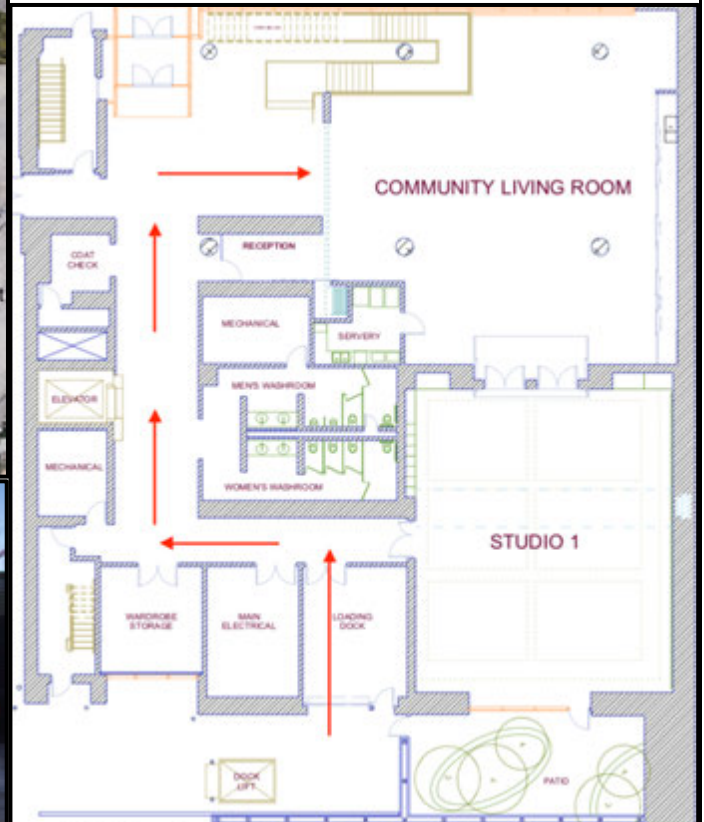 COMMUNITY LIVING ROOM
RECEPTION
COAT
CHECK
MECHANICAL
SERVERY
MEN'S WASHROOM
ELEVATOR
MECHANICAL
WOMEN'S WASHROOM
STUDIO 1
WARDROBE
STORAGE
MAIN
ELECTRICAL
LOADING
DOCK
DOCK
LIFT
PATIO